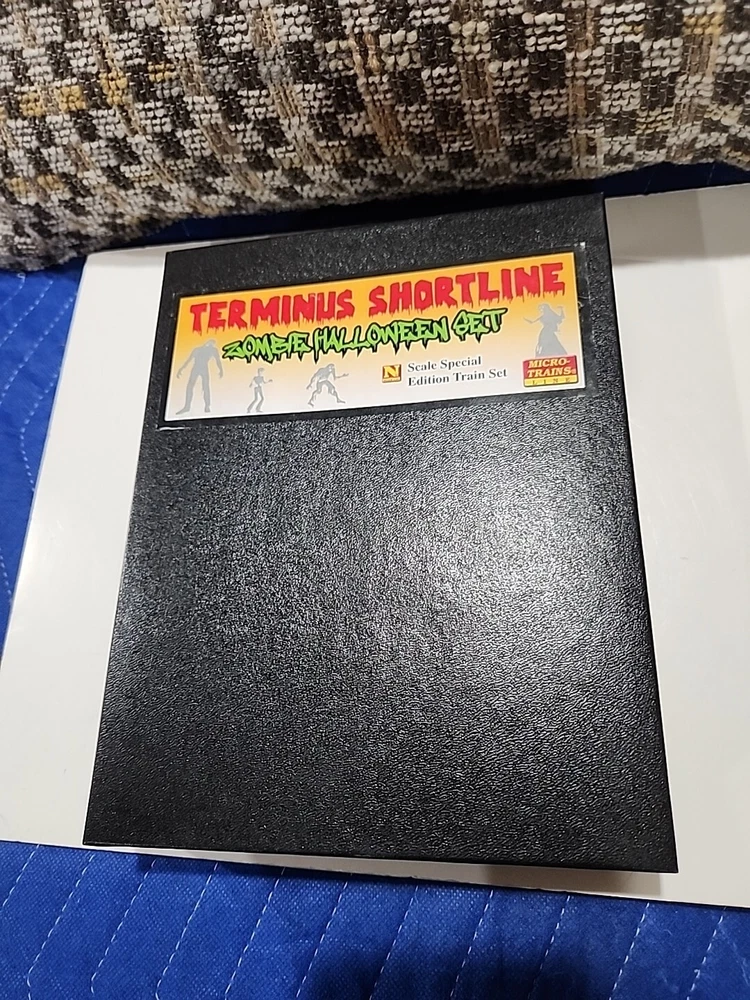 TERMINUS SHORTLINE
ZOMBIE HALLOWEEN SET
N Scale Special
Edition Train Set
MICRO-
TRAINS®
LINE